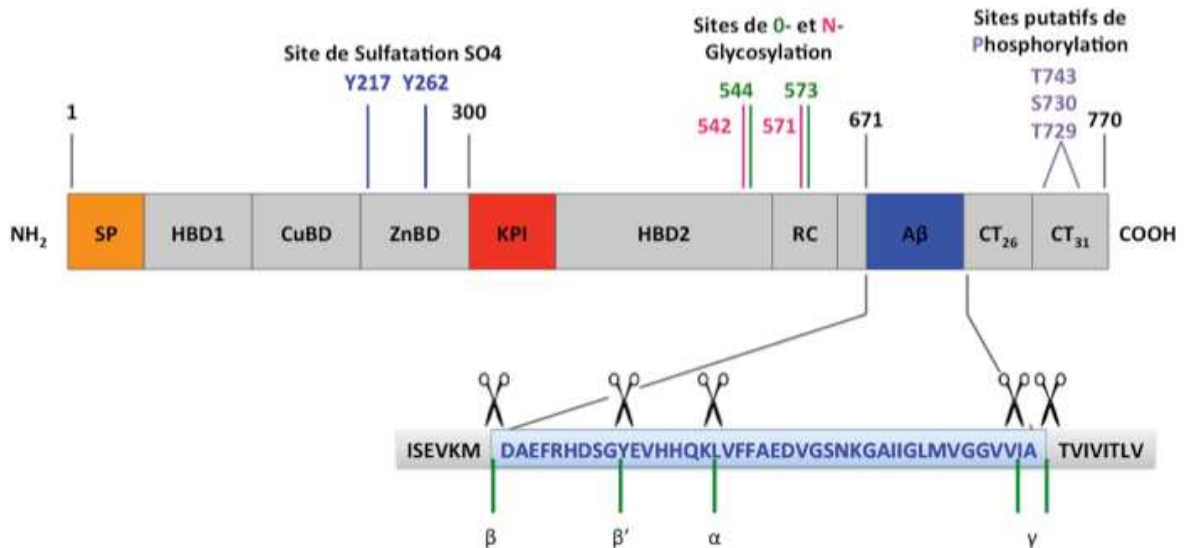 Site de Sulfatation SO4
Y217 Y262
Sites de 0- et N-
Glycosylation
544 573
542 571
Sites putatifs de
Phosphorylation
T743
S730
T729
1 300 671 770
NH2 SP HBD1 CuBD ZnBD KPI HBD2 RC Aβ CT26 CT31 COOH
ISEVKM DAEFRHDSGYEVHHQKLVFFAEDVGSNKGAIIGLMVGGVVIA TVIVITLV
β β’ α γ